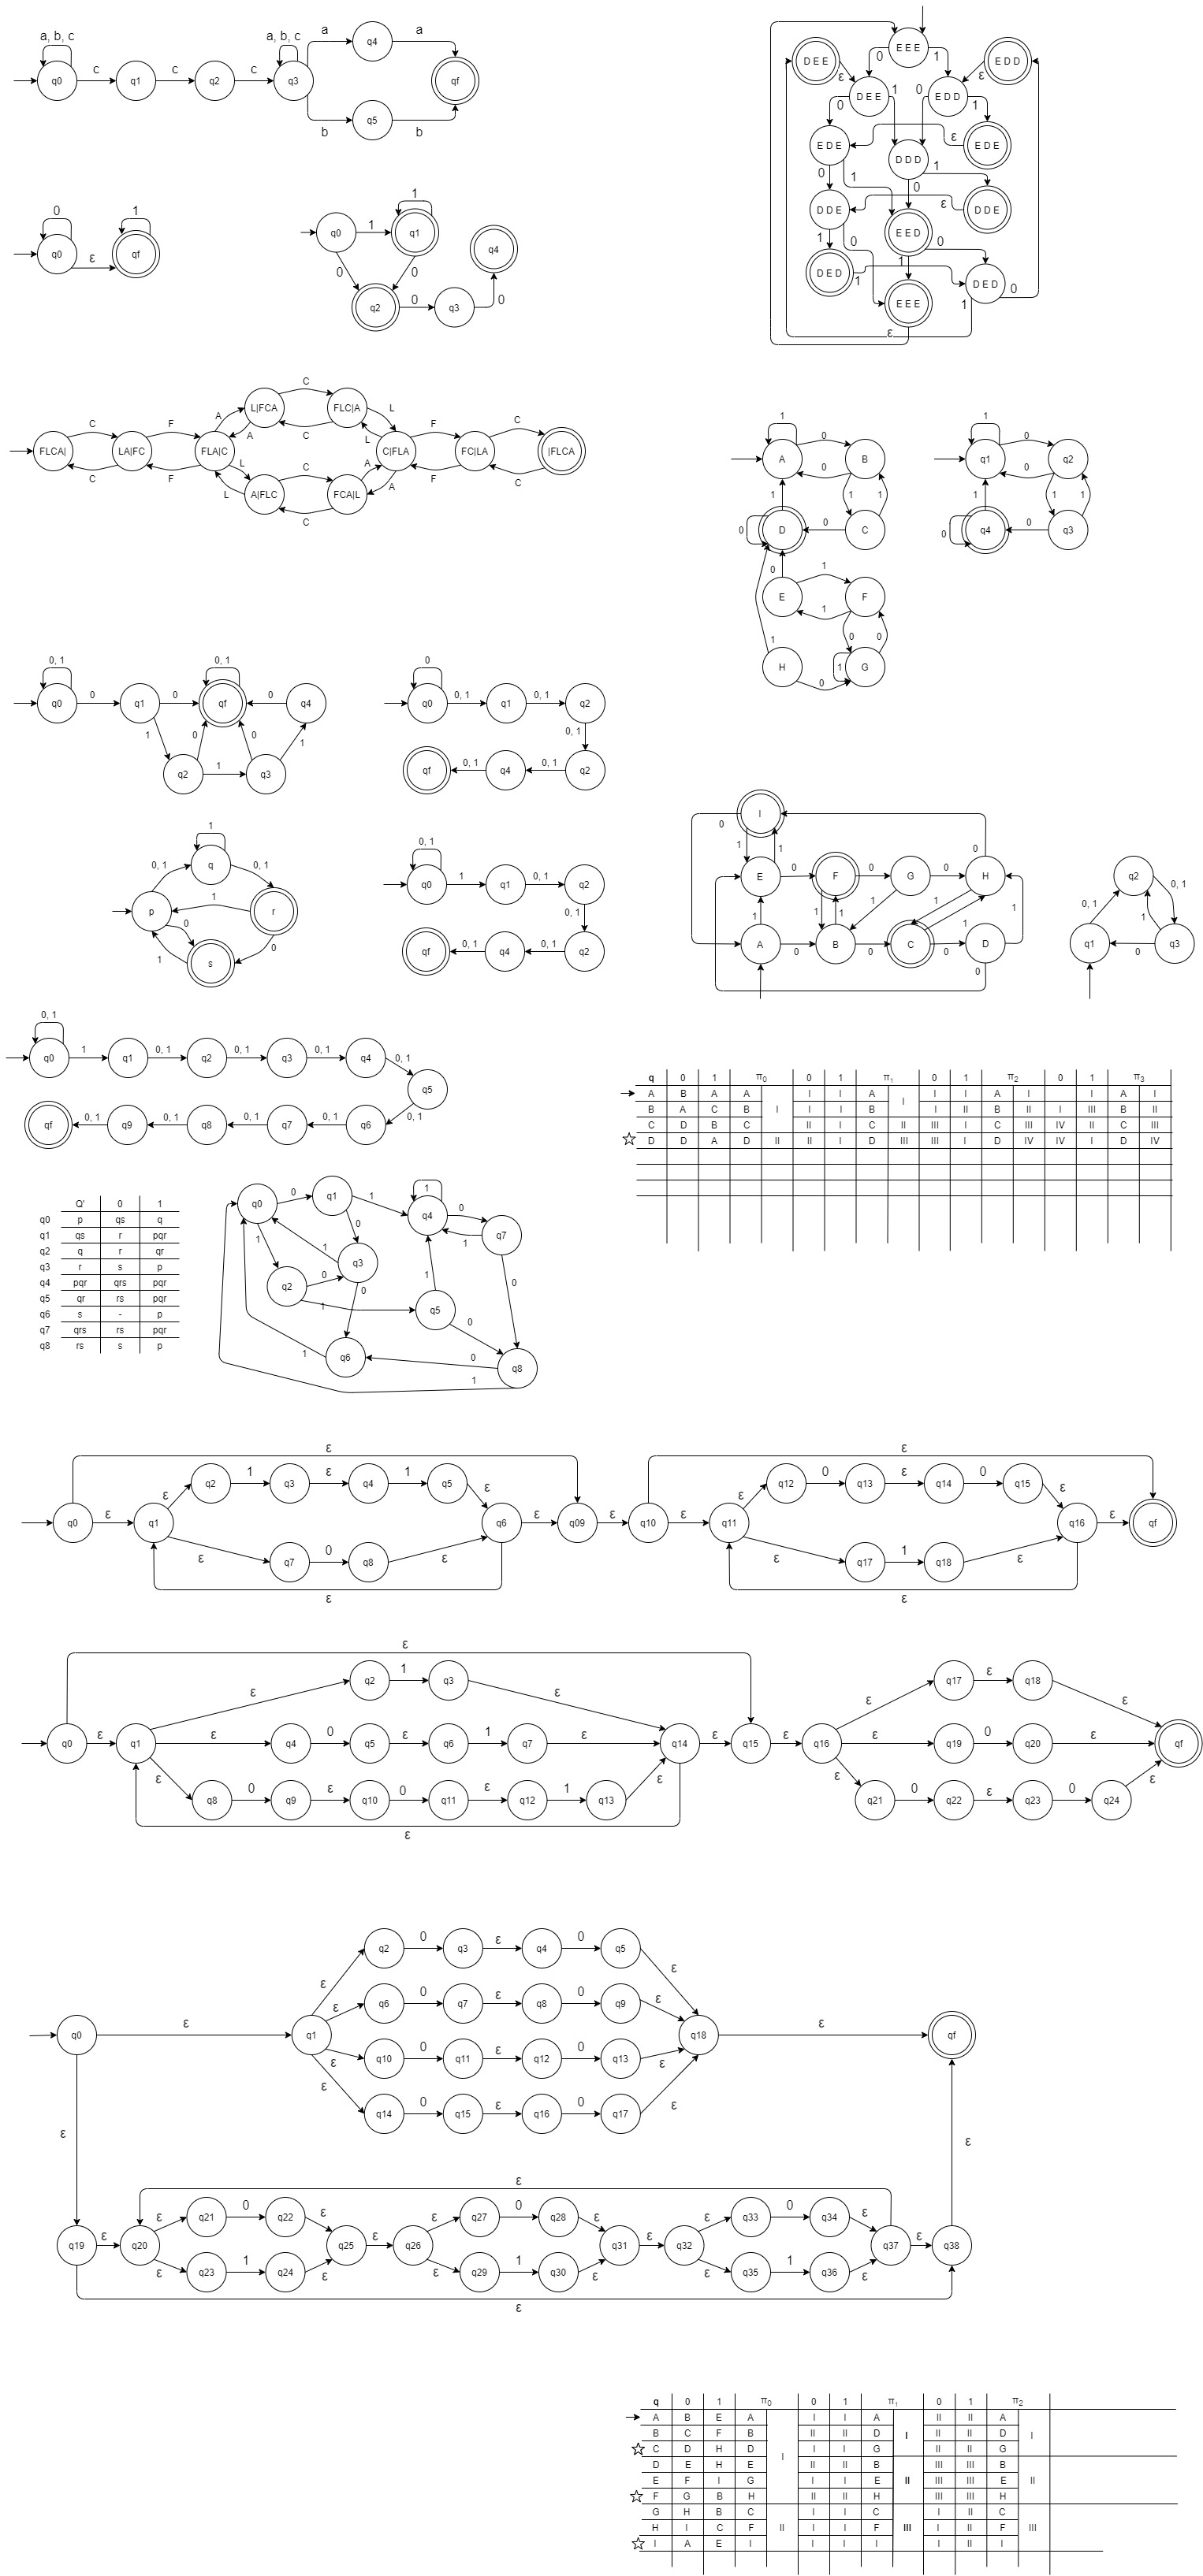 a, b, c
a, b, c
a
q4
a
q0
c
q1
c
q2
c
q3
qf
b
q5
b
E E E
D E E
E D D
0
1
ε
ε
D E E
E D D
0
1
0
1
E D E
D D D
ε
E D E
0
1
1
0
D D E
ε
D D E
E E D
1
0
0
1
D E D
1
D E D
0
E E E
1
ε
0
1
q0
ε
qf
1
q0
1
q1
q4
0
0
q2
0
q3
0
C
L|FCA
FLC|A
A
A
C
L
L
FLCA|
C
C
LA|FC
F
F
FLA|C
C|FLA
F
F
FC|LA
C
C
|FLCA
L
L
A|FLC
C
C
FCA|L
A
A
1
A
0
0
B
1
1
1
0
D
0
C
0
1
E
1
F
1
0
0
H
1
G
0
1
q1
0
0
q2
1
1
1
0
q4
0
q3
0, 1
0, 1
q0
0
q1
0
qf
0
q4
1
0
0
1
q2
1
q3
0
q0
0, 1
q1
0, 1
q2
0, 1
qf
0, 1
q4
0, 1
q2
1
q
0, 1
0, 1
p
1
r
0
1
s
0
0, 1
q0
1
q1
0, 1
q2
0, 1
qf
0, 1
q4
0, 1
q2
I
0
1
1
0
E
0
F
0
G
0
H
1
1
1
1
1
1
1
A
0
B
0
C
0
D
0
q2
0, 1
0, 1
1
q1
0
q3
0, 1
q0
1
q1
0, 1
q2
0, 1
q3
0, 1
q4
0, 1
q5
0, 1
qf
0, 1
q9
0, 1
q8
0, 1
q7
0, 1
q6
q 0 1 π0 0 1 π1 0 1 π2 0 1 π3
A B A A I I A I I A I I A I
B A C B I I I B I I II B II I III B II
C D B C II I C II III I C III IV II C III
D D A D II II I D III III I D IV IV I D IV
Q' 0 1
q0 p qs q
q1 qs r pqr
q2 q r qr
q3 r s p
q4 pqr qrs pqr
q5 qr rs pqr
q6 s - p
q7 qrs rs pqr
q8 rs s p
q0
0
q1
1
1
q4
0
1
q7
1
0
1
q3
q2
0
0
1
1
q5
0
0
1
q6
0
q8
1
ε
q2
1
q3
ε
q4
1
q5
ε
ε
q0
ε
q1
q6
ε
q09
ε
ε
q7
0
q8
ε
ε
ε
q12
0
q13
ε
q14
0
q15
ε
ε
q10
ε
q11
q16
ε
qf
ε
q17
1
q18
ε
ε
ε
ε
q2
1
q3
ε
q0
ε
q1
ε
q4
0
q5
ε
q6
1
q7
ε
q14
ε
q15
ε
q16
ε
q8
0
q9
ε
q10
0
q11
ε
q12
1
q13
ε
ε
ε
q17
ε
q18
ε
ε
q19
0
q20
ε
qf
ε
q21
0
q22
ε
q23
0
q24
ε
q2
0
q3
ε
q4
0
q5
ε
ε
q6
0
q7
ε
q8
0
q9
ε
ε
q0
ε
q1
q18
ε
qf
ε
q10
0
q11
ε
q12
0
q13
ε
ε
q14
0
q15
ε
q16
0
q17
ε
ε
ε
ε
ε
q21
0
q22
ε
ε
q27
0
q28
ε
ε
q33
0
q34
ε
q19
ε
q20
q25
ε
q26
q31
ε
q32
q37
ε
q38
ε
q23
1
q24
ε
ε
q29
1
q30
ε
ε
q35
1
q36
ε
ε
q 0 1 π0 0 1 π1 0 1 π2
A B E A I I A I II II A I
B C F B II II D II II D
C D H D I I G II II G
D E H E I II II B III III B
E F I G I I E II III III E II
F G B H II II H III III H
G H B C I I C I II C
H I C F II I I F III I II F III
I A E I I I I I II I